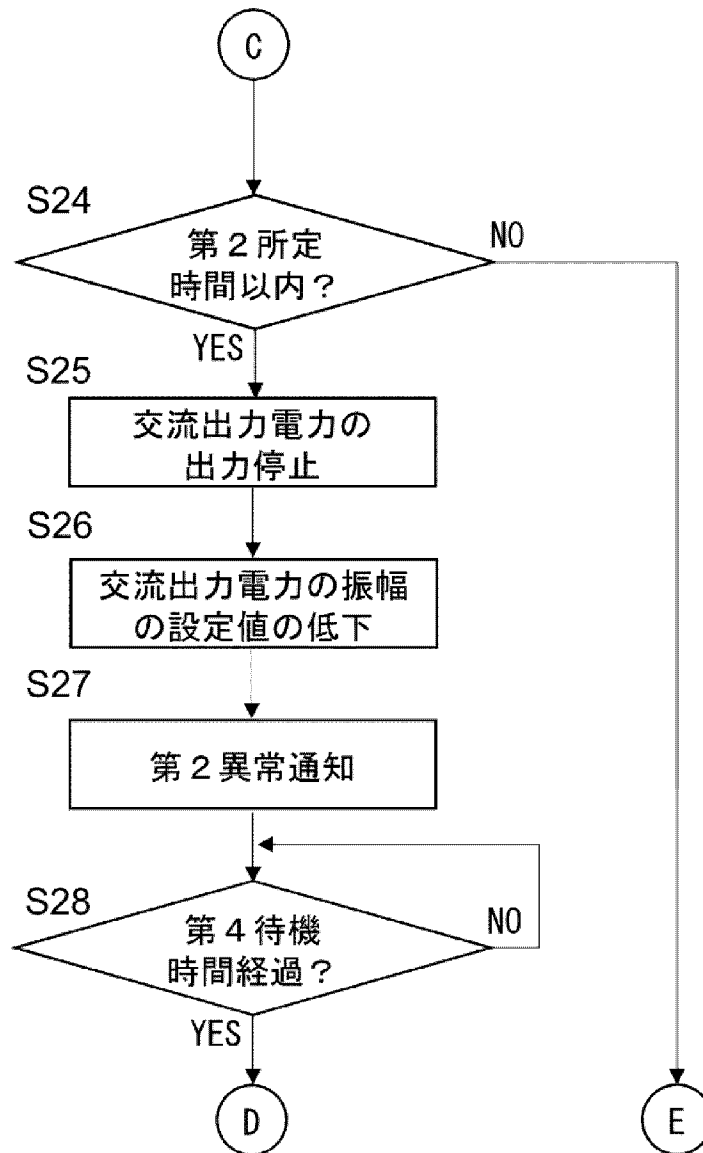 C
S24
第２所定
時間以内？
NO
YES
S25
交流出力電力の
出力停止
S26
交流出力電力の振幅
の設定値の低下
S27
第２異常通知
S28
第４待機
時間経過？
NO
YES
D
E